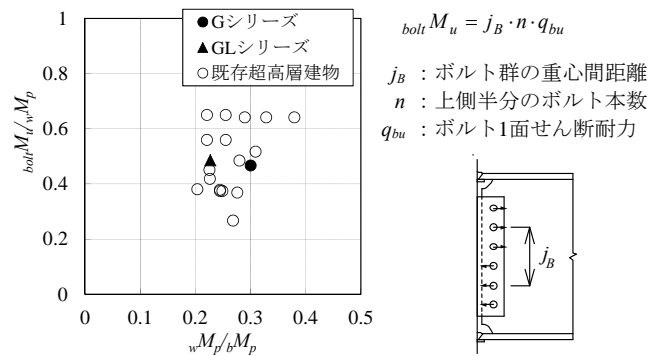 1
0.8
0.6
0.4
0.2
0
0 0.1 0.2 0.3 0.4 0.5
boltMu/wMp
wMp/bMp
●Gシリーズ
▲GLシリーズ
○既存超高層建物
boltMu = jB・n・qbu
jB：ボルト群の重心間距離
n：上側半分のボルト本数
qbu：ボルト1面せん断耐力
jB